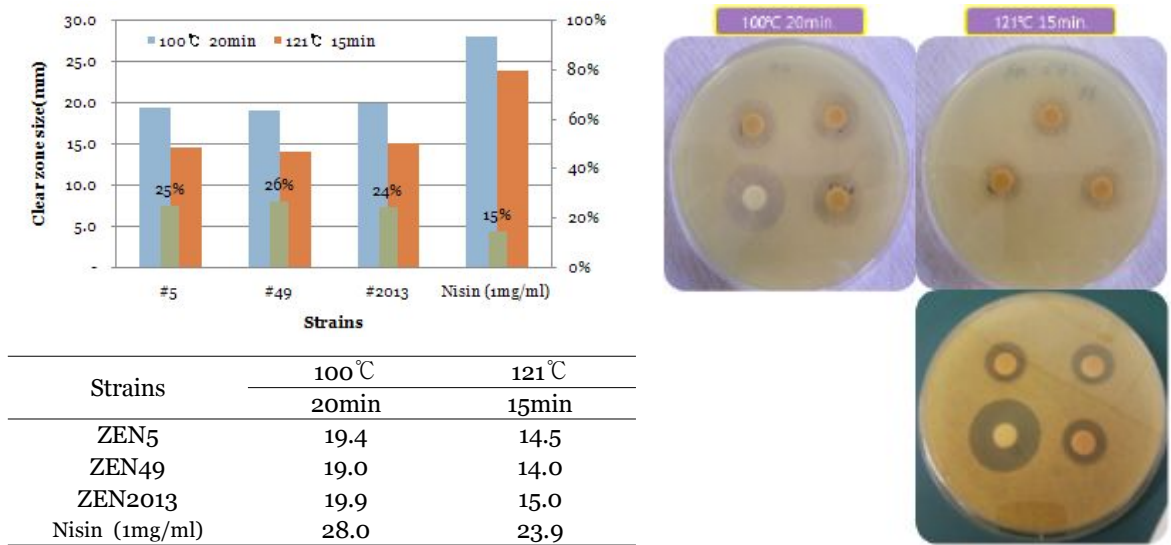 30.0
25.0
20.0
15.0
10.0
5.0
-
Clear zone size(mm)
100℃ 20min 121℃ 15min
100%
80%
60%
40%
20%
0%
25%
26%
24%
15%
#5 #49 #2013 Nisin (1mg/ml)
Strains
Strains 100℃ 121℃
20min 15min
ZEN5 19.4 14.5
ZEN49 19.0 14.0
ZEN2013 19.9 15.0
Nisin (1mg/ml) 28.0 23.9
100℃ 20min
121℃ 15min.